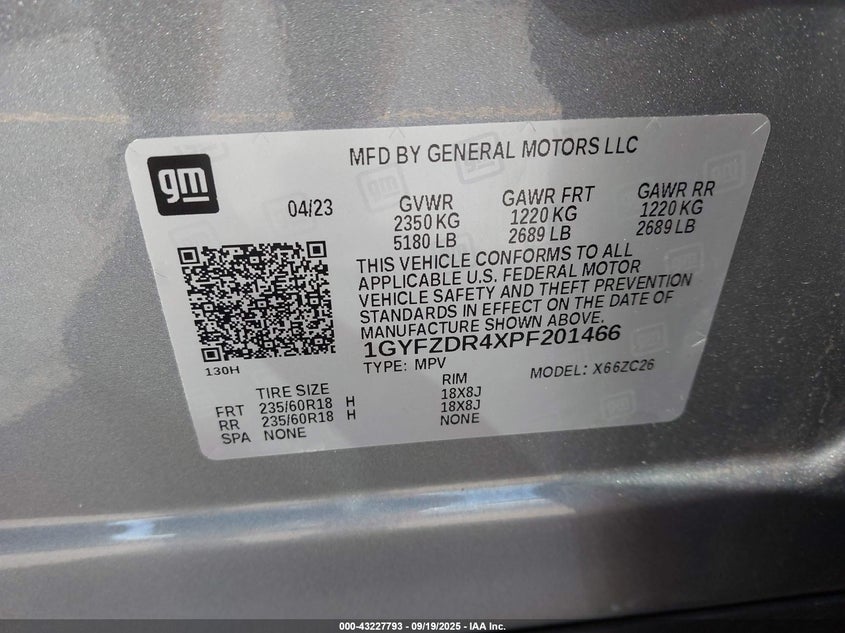 MFD BY GENERAL MOTORS LLC
gm
04/23
GVWR GAWR FRT GAWR RR
2350 KG 1220 KG 1220 KG
5180 LB 2689 LB 2689 LB
THIS VEHICLE CONFORMS TO ALL
APPLICABLE U.S. FEDERAL MOTOR
VEHICLE SAFETY AND THEFT PREVENTION
STANDARDS IN EFFECT ON THE DATE OF
MANUFACTURE SHOWN ABOVE.
1GYFZDR4XPF201466
130H
TYPE: MPV MODEL: X66ZC26
TIRE SIZE RIM
FRT 235/60R18 H 18X8J
RR 235/60R18 H 18X8J
SPA NONE NONE
000-43227793 - 09/19/2025 - IAA Inc.